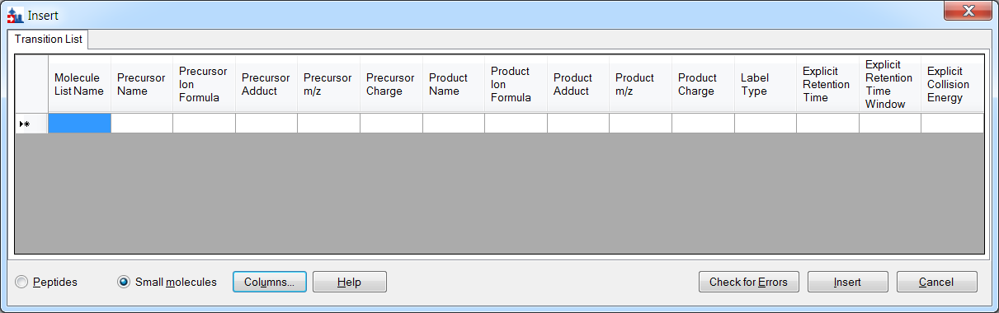 Insert
Transition List
Molecule
List Name
Precursor
Name
Precursor
Ion
Formula
Precursor
Adduct
Precursor
m/z
Precursor
Charge
Product
Name
Product
Ion
Formula
Product
Adduct
Product
m/z
Product
Charge
Label
Type
Explicit
Retention
Time
Explicit
Retention
Time
Window
Explicit
Collision
Energy
Peptides
Small molecules
Columns...
Help
Check for Errors
Insert
Cancel